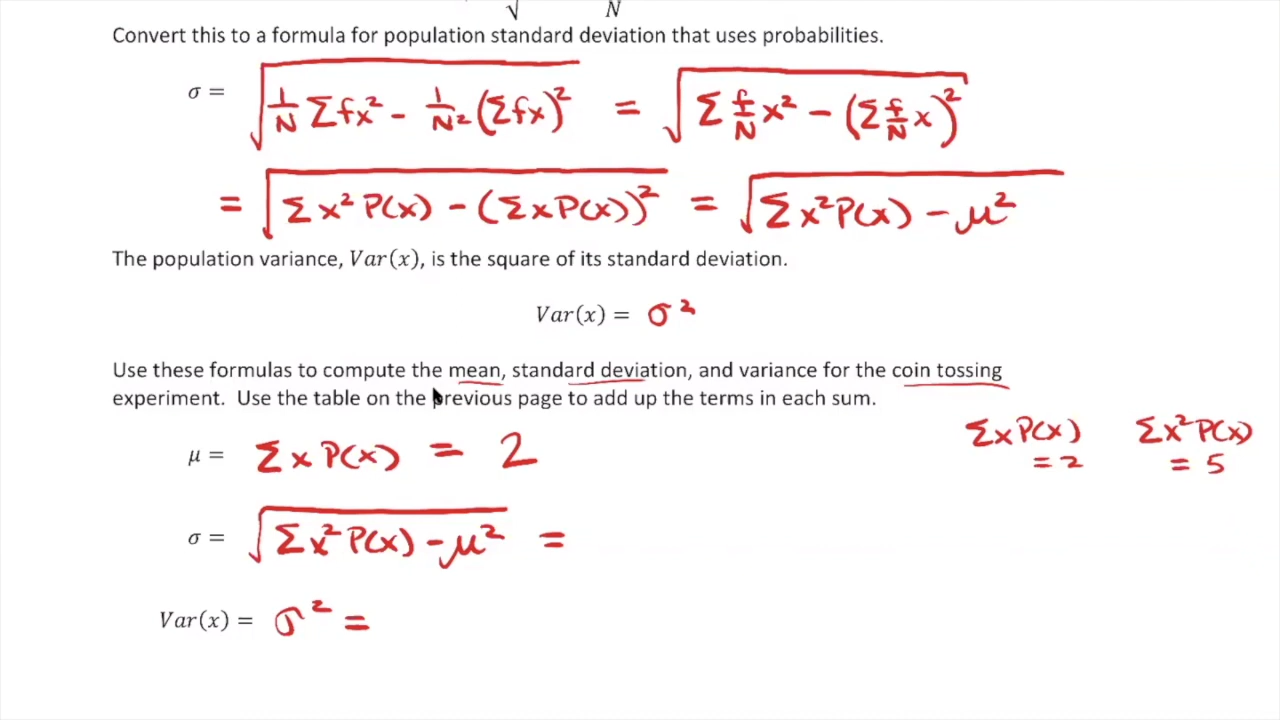 √ N
Convert this to a formula for population standard deviation that uses probabilities.
σ = √(1/N Σfx² - 1/N² (Σfx)²) = √(Σ f/N x² - (Σ f/N x)²)
= √(Σx²P(x) - (ΣxP(x))²) = √(Σx²P(x) - μ²)
The population variance, Var(x), is the square of its standard deviation.
Var(x) = σ²
Use these formulas to compute the mean, standard deviation, and variance for the coin tossing
experiment. Use the table on the previous page to add up the terms in each sum.
ΣxP(x) Σx²P(x)
= 2 = 5
μ = ΣxP(x) = 2
σ = √(Σx²P(x) - μ²) =
Var(x) = σ² =